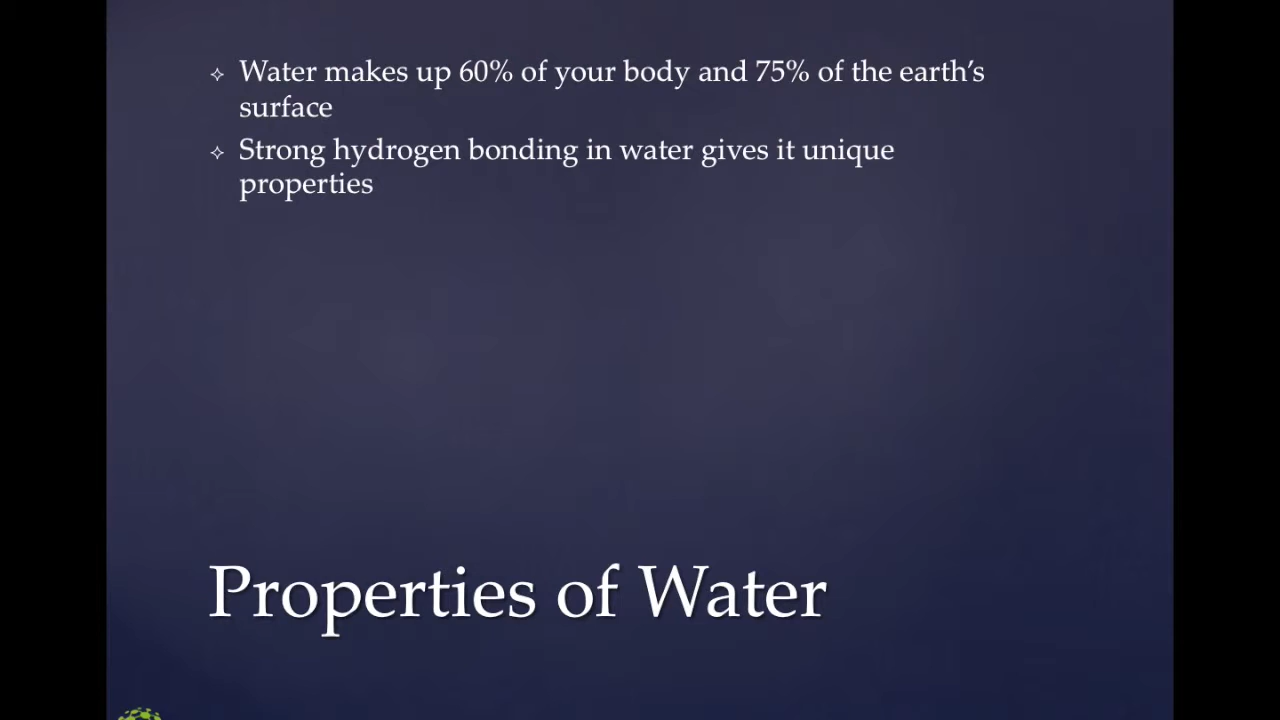 Water makes up 60% of your body and 75% of the earth’s
surface
Strong hydrogen bonding in water gives it unique
properties
Properties of Water